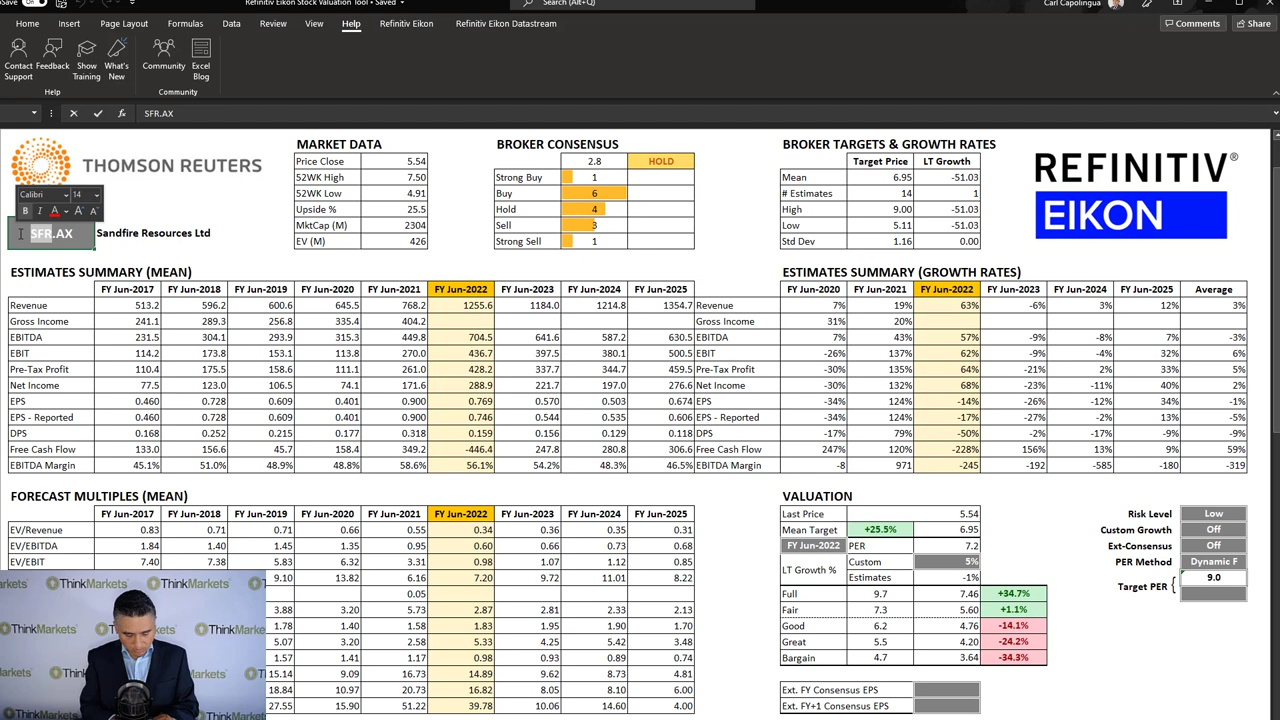 Save
Refinitiv Eikon Stock Valuation Tool • Saved
Search (Alt+Q)
Carl Capolingua
Home Insert Page Layout Formulas Data Review View Help Refinitiv Eikon Refinitiv Eikon Datastream
Comments Share
Contact Support Feedback Show Training What's New Community Excel Blog
Help Community
fx SFR.AX
THOMSON REUTERS
Calibri 14
B I A A A
SFR.AX Sandfire Resources Ltd
MARKET DATA
Price Close 5.54
52WK High 7.50
52WK Low 4.91
Upside % 25.5
MktCap (M) 2304
EV (M) 426
BROKER CONSENSUS
2.8 HOLD
Strong Buy 1
Buy 6
Hold 4
Sell 3
Strong Sell 1
BROKER TARGETS & GROWTH RATES
Target Price LT Growth
Mean 6.95 -51.03
# Estimates 14 1
High 9.00 -51.03
Low 5.11 -51.03
Std Dev 1.16 0.00
REFINITIV®
EIKON
ESTIMATES SUMMARY (MEAN)
FY Jun-2017 FY Jun-2018 FY Jun-2019 FY Jun-2020 FY Jun-2021 FY Jun-2022 FY Jun-2023 FY Jun-2024 FY Jun-2025
Revenue 513.2 596.2 600.6 645.5 768.2 1255.6 1184.0 1214.8 1354.7
Gross Income 241.1 289.3 256.8 335.4 404.2
EBITDA 231.5 304.1 293.9 315.3 449.8 704.5 641.6 587.2 630.5
EBIT 114.2 173.8 153.1 113.8 270.0 436.7 397.5 380.1 500.5
Pre-Tax Profit 110.4 175.5 158.6 111.1 261.0 428.2 337.7 344.7 459.5
Net Income 77.5 123.0 106.5 74.1 171.6 288.9 221.7 197.0 276.6
EPS 0.460 0.728 0.609 0.401 0.900 0.769 0.570 0.503 0.674
EPS - Reported 0.460 0.728 0.609 0.401 0.900 0.746 0.544 0.535 0.606
DPS 0.168 0.252 0.215 0.177 0.318 0.159 0.156 0.129 0.118
Free Cash Flow 133.0 156.6 45.7 158.4 349.2 -446.4 247.8 280.8 306.6
EBITDA Margin 45.1% 51.0% 48.9% 48.8% 58.6% 56.1% 54.2% 48.3% 46.5%
ESTIMATES SUMMARY (GROWTH RATES)
FY Jun-2020 FY Jun-2021 FY Jun-2022 FY Jun-2023 FY Jun-2024 FY Jun-2025 Average
Revenue 7% 19% 63% -6% 3% 12% 3%
Gross Income 31% 20%
EBITDA 7% 43% 57% -9% -8% 7% -3%
EBIT -26% 137% 62% -9% -4% 32% 6%
Pre-Tax Profit -30% 135% 64% -21% 2% 33% 5%
Net Income -30% 132% 68% -23% -11% 40% 2%
EPS -34% 124% -14% -26% -12% 34% -1%
EPS - Reported -34% 124% -17% -27% -2% 13% -5%
DPS -17% 79% -50% -2% -17% -9% -9%
Free Cash Flow 247% 120% -228% 156% 13% 9% 59%
EBITDA Margin -8 971 -245 -192 -585 -180 -319
FORECAST MULTIPLES (MEAN)
FY Jun-2017 FY Jun-2018 FY Jun-2019 FY Jun-2020 FY Jun-2021 FY Jun-2022 FY Jun-2023 FY Jun-2024 FY Jun-2025
EV/Revenue 0.83 0.71 0.71 0.66 0.55 0.34 0.36 0.35 0.31
EV/EBITDA 1.84 1.40 1.45 1.35 0.95 0.60 0.66 0.73 0.68
EV/EBIT 7.40 7.38 5.83 6.32 3.31 0.98 1.07 1.12 0.85
9.10 13.82 6.16 7.20 9.72 11.01 8.22
0.05
3.88 3.20 5.73 2.87 2.81 2.33 2.13
1.78 1.40 1.58 1.83 1.95 1.90 1.70
5.07 3.20 2.58 5.33 4.25 5.42 3.48
1.57 1.41 1.17 0.98 0.93 0.89 0.74
15.14 9.09 16.73 14.89 9.62 8.73 4.81
18.84 10.97 20.73 16.82 8.05 8.10 6.00
27.55 15.90 51.22 39.78 10.06 14.60 4.00
VALUATION
Last Price 5.54
Mean Target +25.5% 6.95
FY Jun-2022 PER 7.2
LT Growth % Custom 5%
Estimates -1%
Full 9.7 7.46 +34.7%
Fair 7.3 5.60 +1.1%
Good 6.2 4.76 -14.1%
Great 5.5 4.20 -24.2%
Bargain 4.7 3.64 -34.3%
Ext. FY Consensus EPS
Ext. FY+1 Consensus EPS
Risk Level Low
Custom Growth Off
Ext-Consensus Off
PER Method Dynamic F
Target PER { 9.0
ThinkMarkets
ThinkMarkets
ThinkMarkets
ThinkMarkets